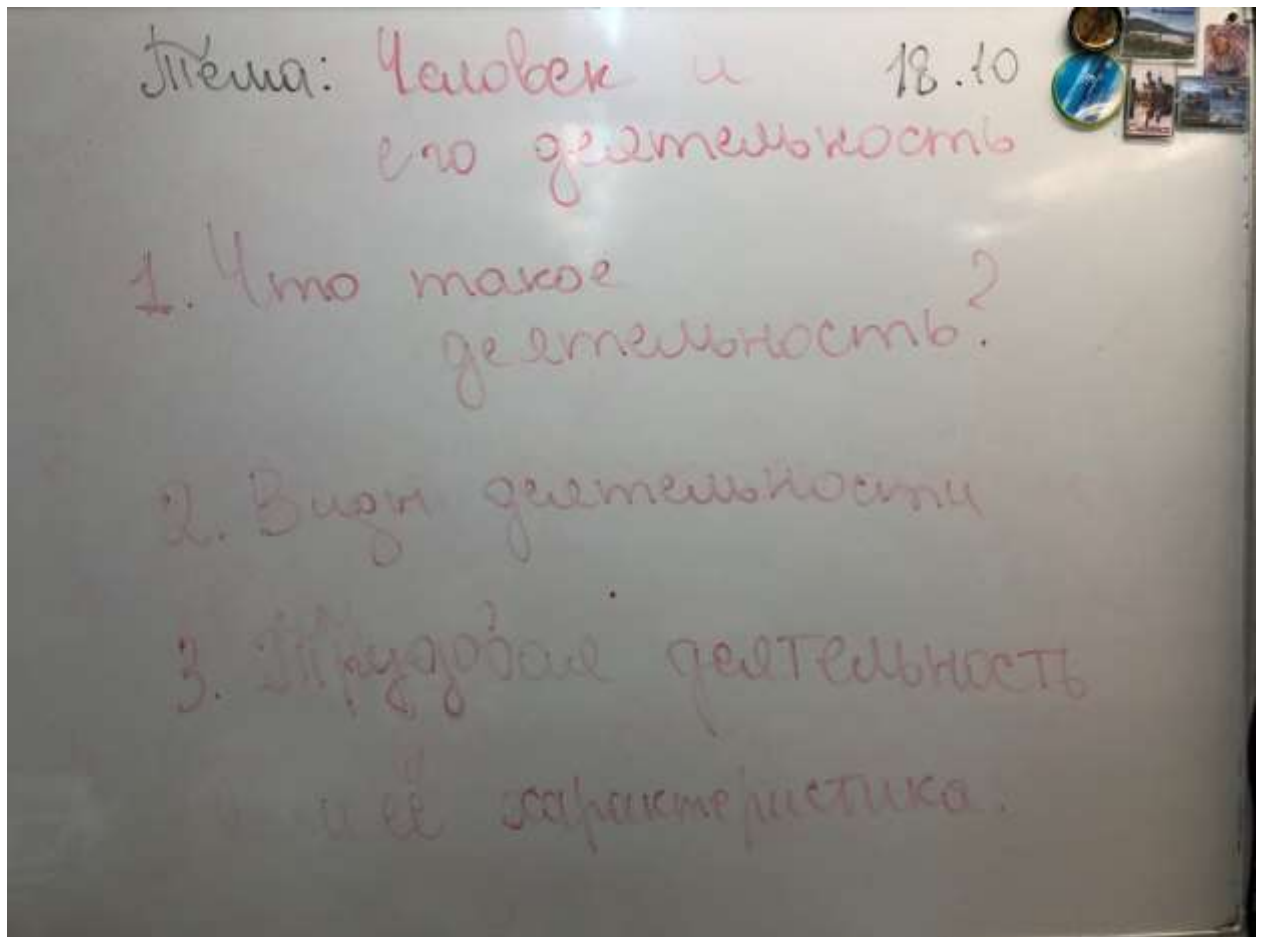 Тема: Человек и 18.10
его деятельность
1. Что такое
деятельность?
2. Виды деятельности
3. Трудовая деятельность
и её характеристика.